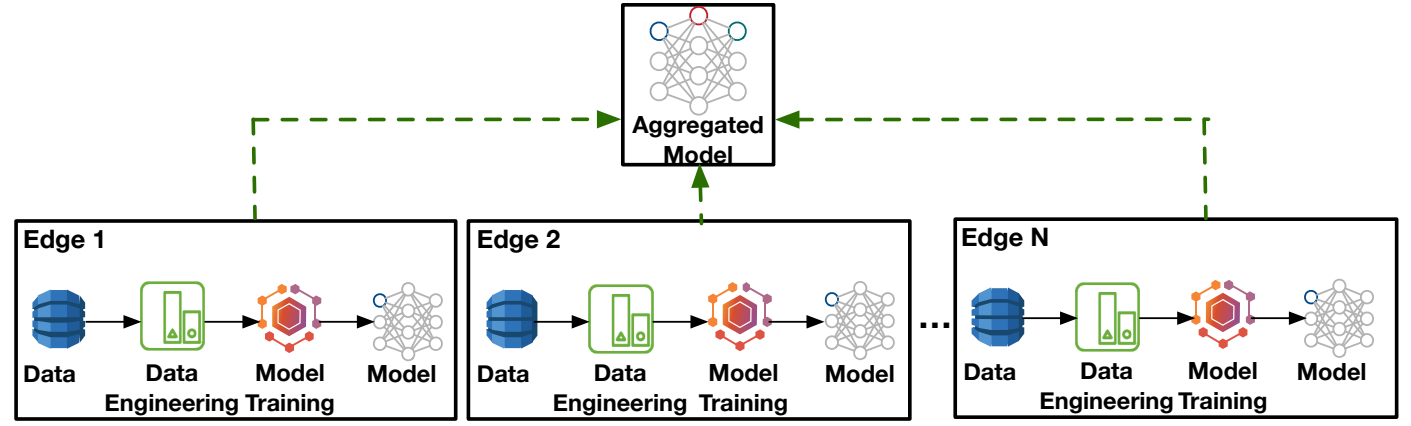 Aggregated
Model
Edge 1
Data
Data
Engineering
Model
Training
Model
Edge 2
Data
Data
Engineering
Model
Training
Model
...
Edge N
Data
Data
Engineering
Model
Training
Model